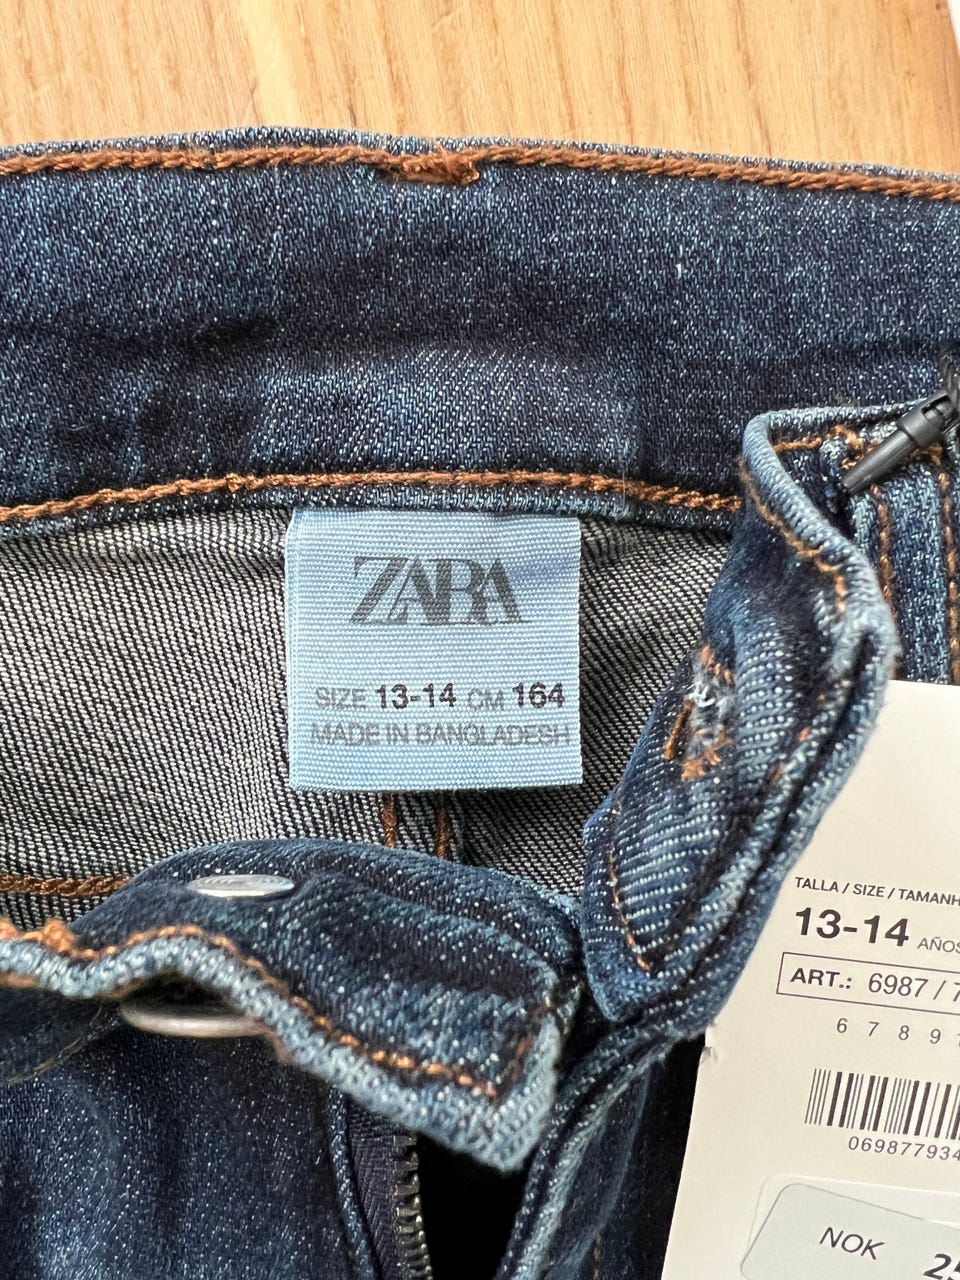 ZARA
SIZE 13-14 CM 164
MADE IN BANGLADESH
TALLA / SIZE / TAMANH
13-14 AÑOS
ART.: 6987 / 7
6 7 8 9
069877934
NOK 25